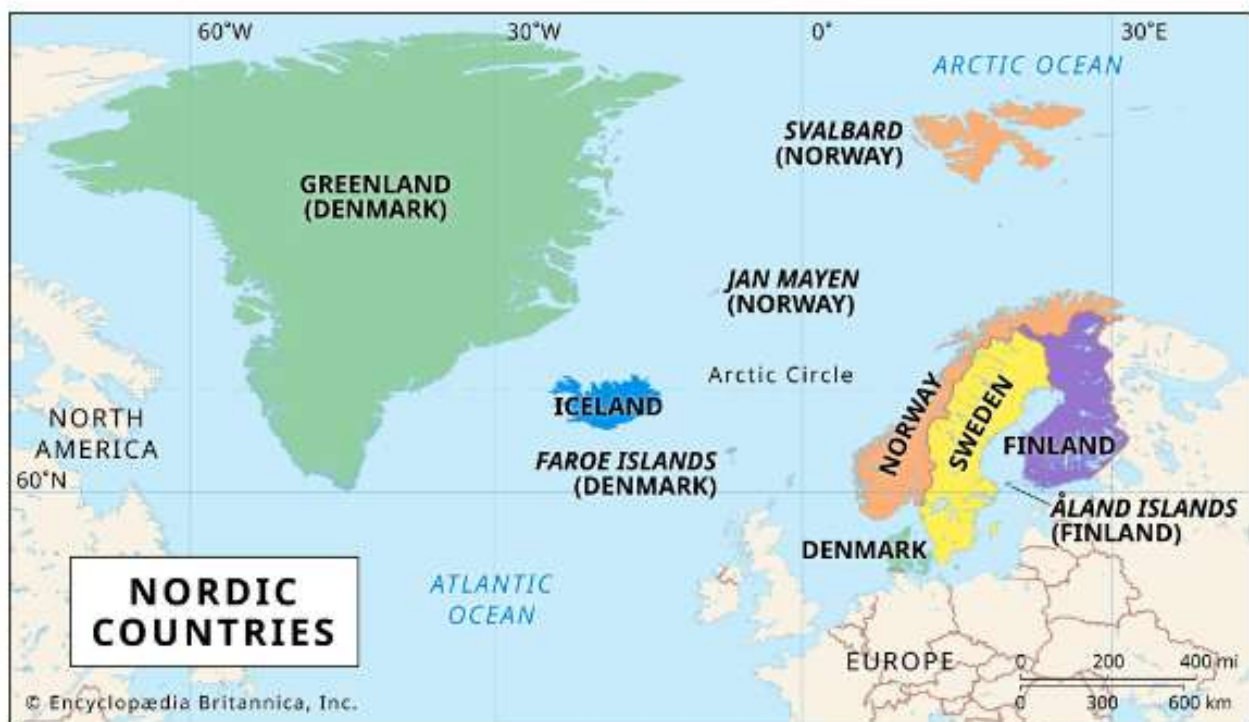 60°W
30°W
0°
30°E
ARCTIC OCEAN
SVALBARD
(NORWAY)
GREENLAND
(DENMARK)
JAN MAYEN
(NORWAY)
Arctic Circle
ICELAND
NORWAY
SWEDEN
FINLAND
NORTH
AMERICA
FAROE ISLANDS
(DENMARK)
60°N
ÅLAND ISLANDS
(FINLAND)
DENMARK
NORDIC
COUNTRIES
ATLANTIC
OCEAN
EUROPE
0 200 400 mi
0 300 600 km
© Encyclopædia Britannica, Inc.